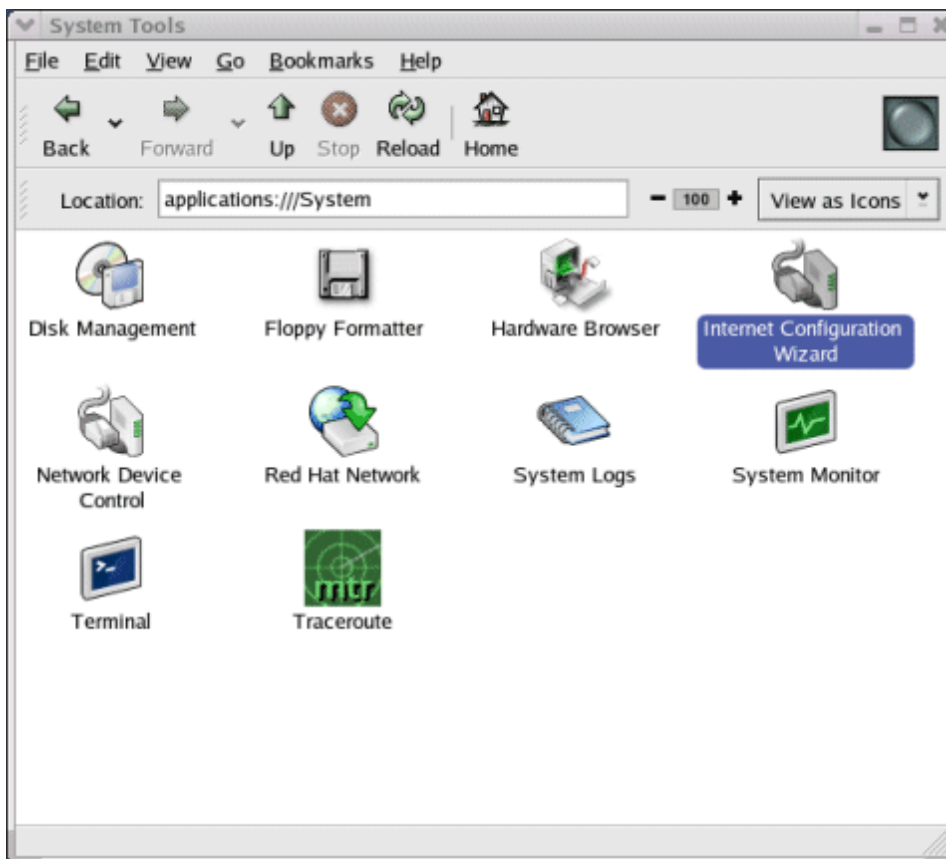 System Tools
File Edit View Go Bookmarks Help
Back Forward Up Stop Reload Home
Location: applications:///System 100 View as Icons
Disk Management Floppy Formatter Hardware Browser Internet Configuration
Wizard
Network Device Red Hat Network System Logs System Monitor
Control
mtr
Terminal Traceroute